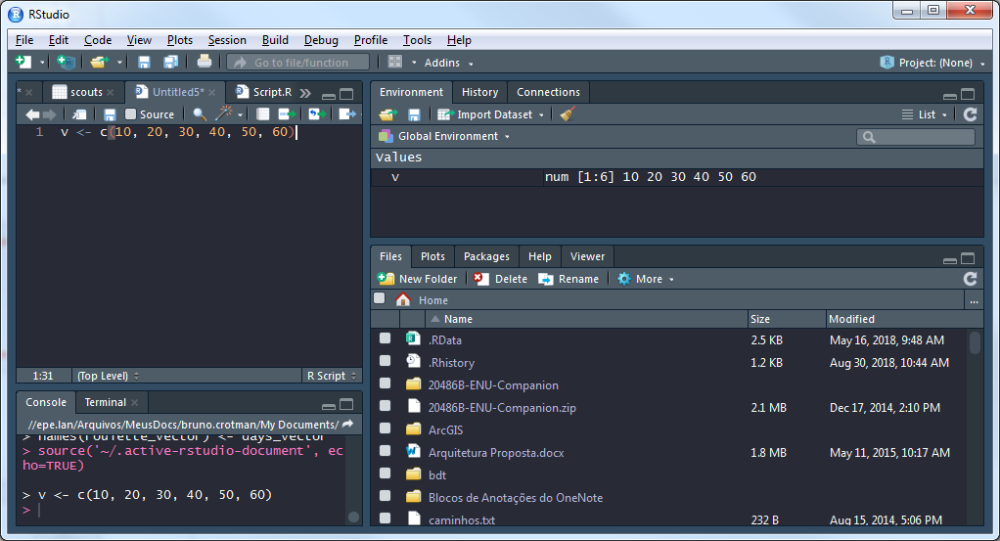 RStudio
File Edit Code View Plots Session Build Debug Profile Tools Help
Go to file/function Addins Project: (None)
* scouts Untitled5* Script.R
Source
1 v <- c(10, 20, 30, 40, 50, 60)
1:31 (Top Level) R Script
Console Terminal
//epe.lan/Arquivos/MeusDocs/bruno.crotman/My Documents/
> names(roulette_vector) <- days_vector
> source('~/.active-rstudio-document', ec
ho=TRUE)
> v <- c(10, 20, 30, 40, 50, 60)
>
Environment History Connections
Import Dataset List
Global Environment
Values
v num [1:6] 10 20 30 40 50 60
Files Plots Packages Help Viewer
New Folder Delete Rename More
Home ...
Name Size Modified
.RData 2.5 KB May 16, 2018, 9:48 AM
.Rhistory 1.2 KB Aug 30, 2018, 10:44 AM
20486B-ENU-Companion
20486B-ENU-Companion.zip 2.1 MB Dec 17, 2014, 2:10 PM
ArcGIS
Arquitetura Proposta.docx 1.8 MB May 11, 2015, 10:17 AM
bdt
Blocos de Anotações do OneNote
caminhos.txt 232 B Aug 15, 2014, 5:06 PM